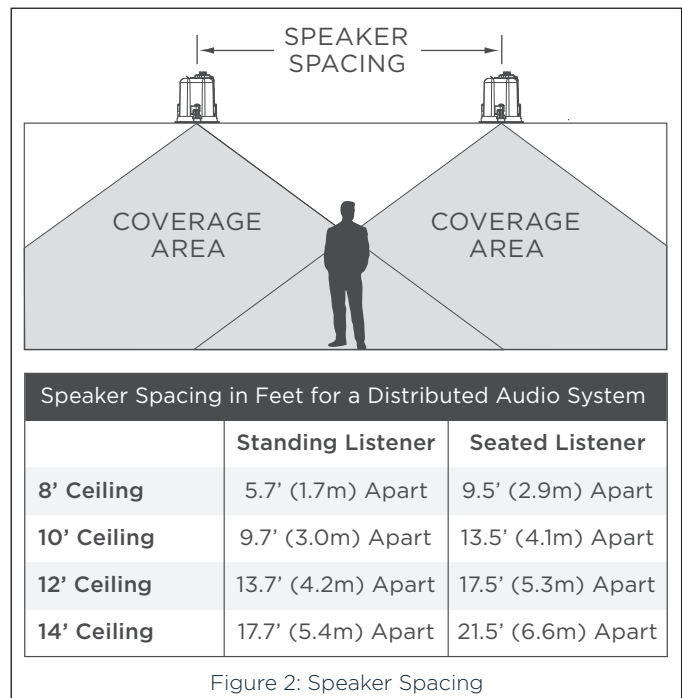 SPEAKER
SPACING
COVERAGE
AREA
COVERAGE
AREA
Speaker Spacing in Feet for a Distributed Audio System
Standing Listener Seated Listener
8’ Ceiling 5.7’ (1.7m) Apart 9.5’ (2.9m) Apart
10’ Ceiling 9.7’ (3.0m) Apart 13.5’ (4.1m) Apart
12’ Ceiling 13.7’ (4.2m) Apart 17.5’ (5.3m) Apart
14’ Ceiling 17.7’ (5.4m) Apart 21.5’ (6.6m) Apart
Figure 2: Speaker Spacing